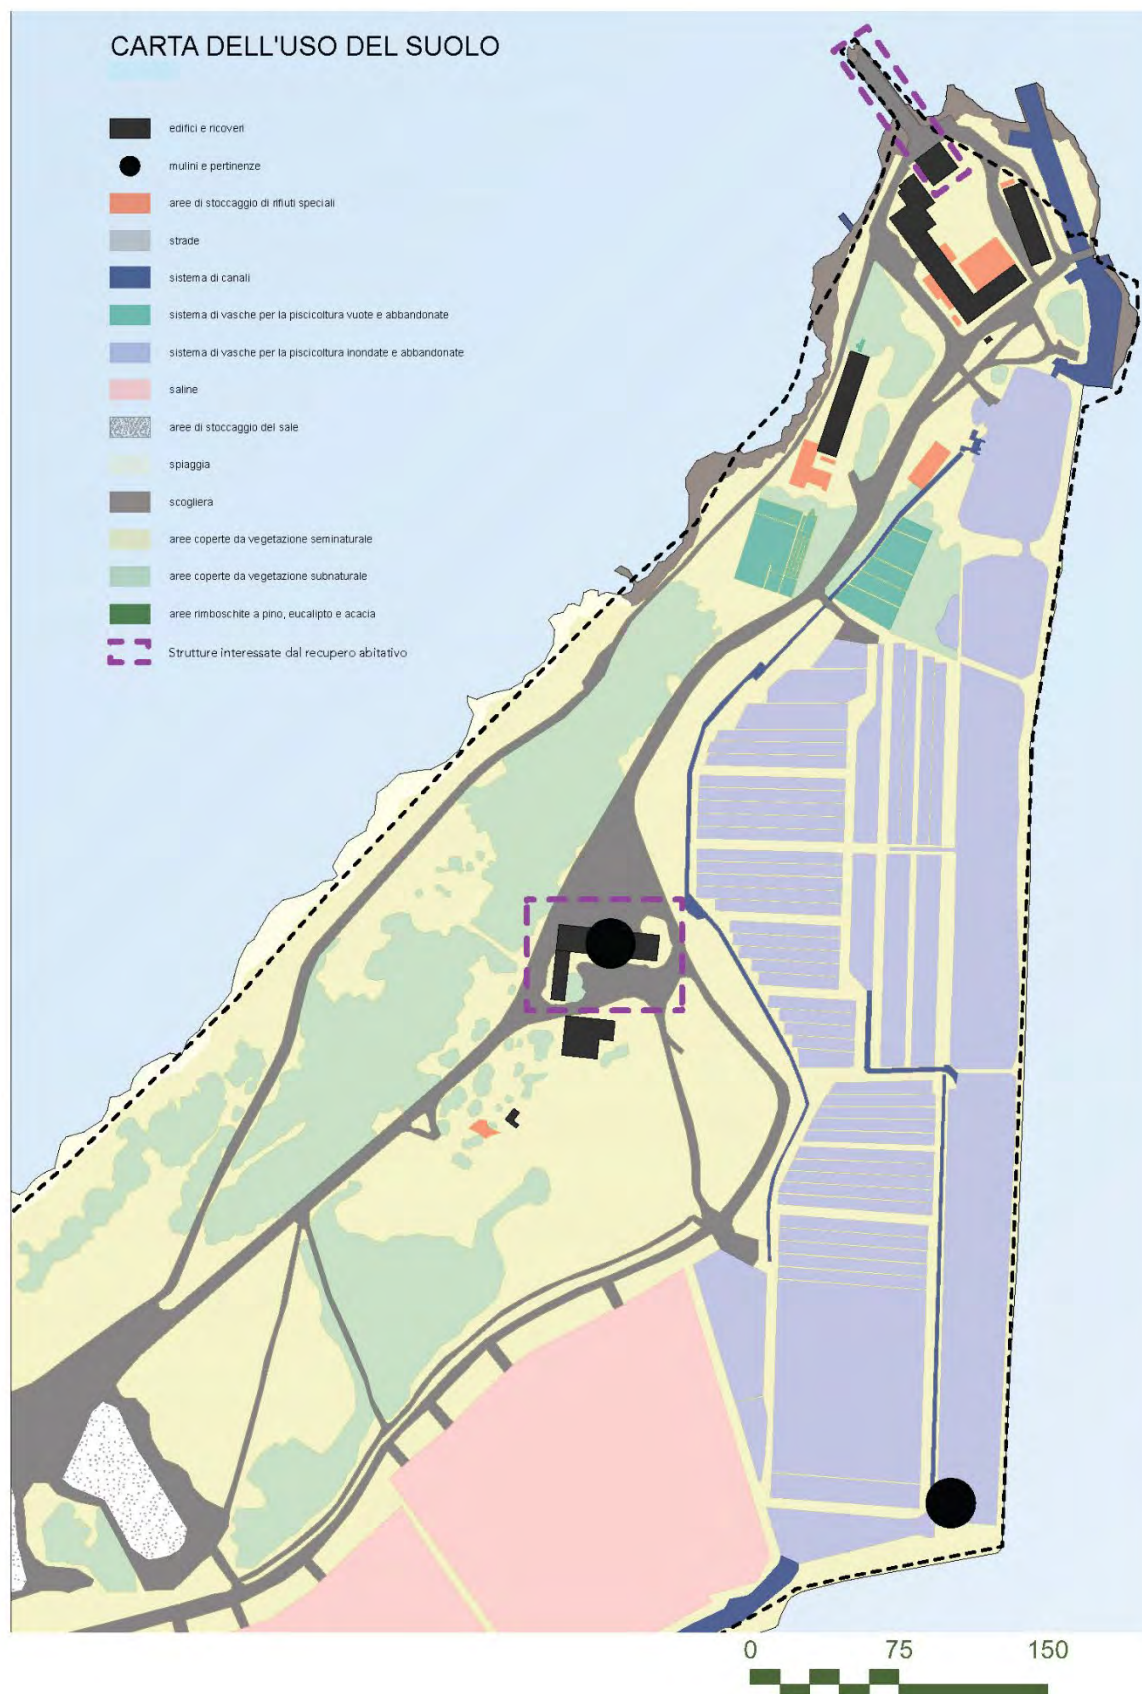 CARTA DELL'USO DEL SUOLO
edifici e ricoveri
mulini e pertinenze
aree di stoccaggio di rifiuti speciali
strade
sistema di canali
sistema di vasche per la piscicoltura vuote e abbandonate
sistema di vasche per la piscicoltura inondate e abbandonate
saline
aree di stoccaggio del sale
spiaggia
scogliera
aree coperte da vegetazione seminaturale
aree coperte da vegetazione subnaturale
aree rimboschite a pino, eucalipto e acacia
Strutture interessate dal recupero abitativo
0 75 150